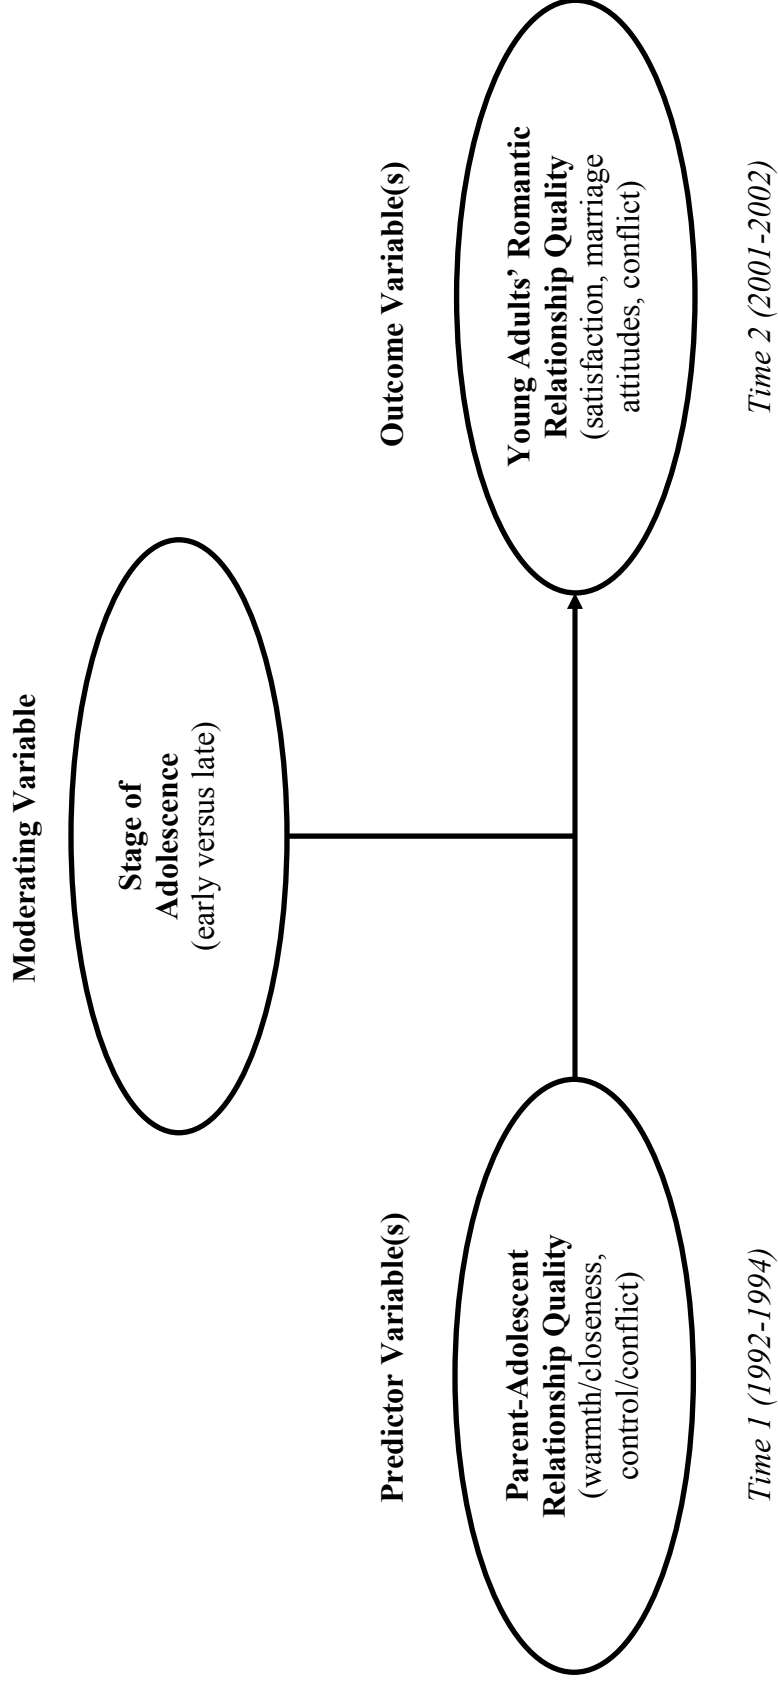 Moderating Variable
Stage of
Adolescence
(early versus late)
Predictor Variable(s)
Outcome Variable(s)
Parent-Adolescent
Relationship Quality
(warmth/closeness,
control/conflict)
Young Adults’ Romantic
Relationship Quality
(satisfaction, marriage
attitudes, conflict)
Time 1 (1992-1994)
Time 2 (2001-2002)